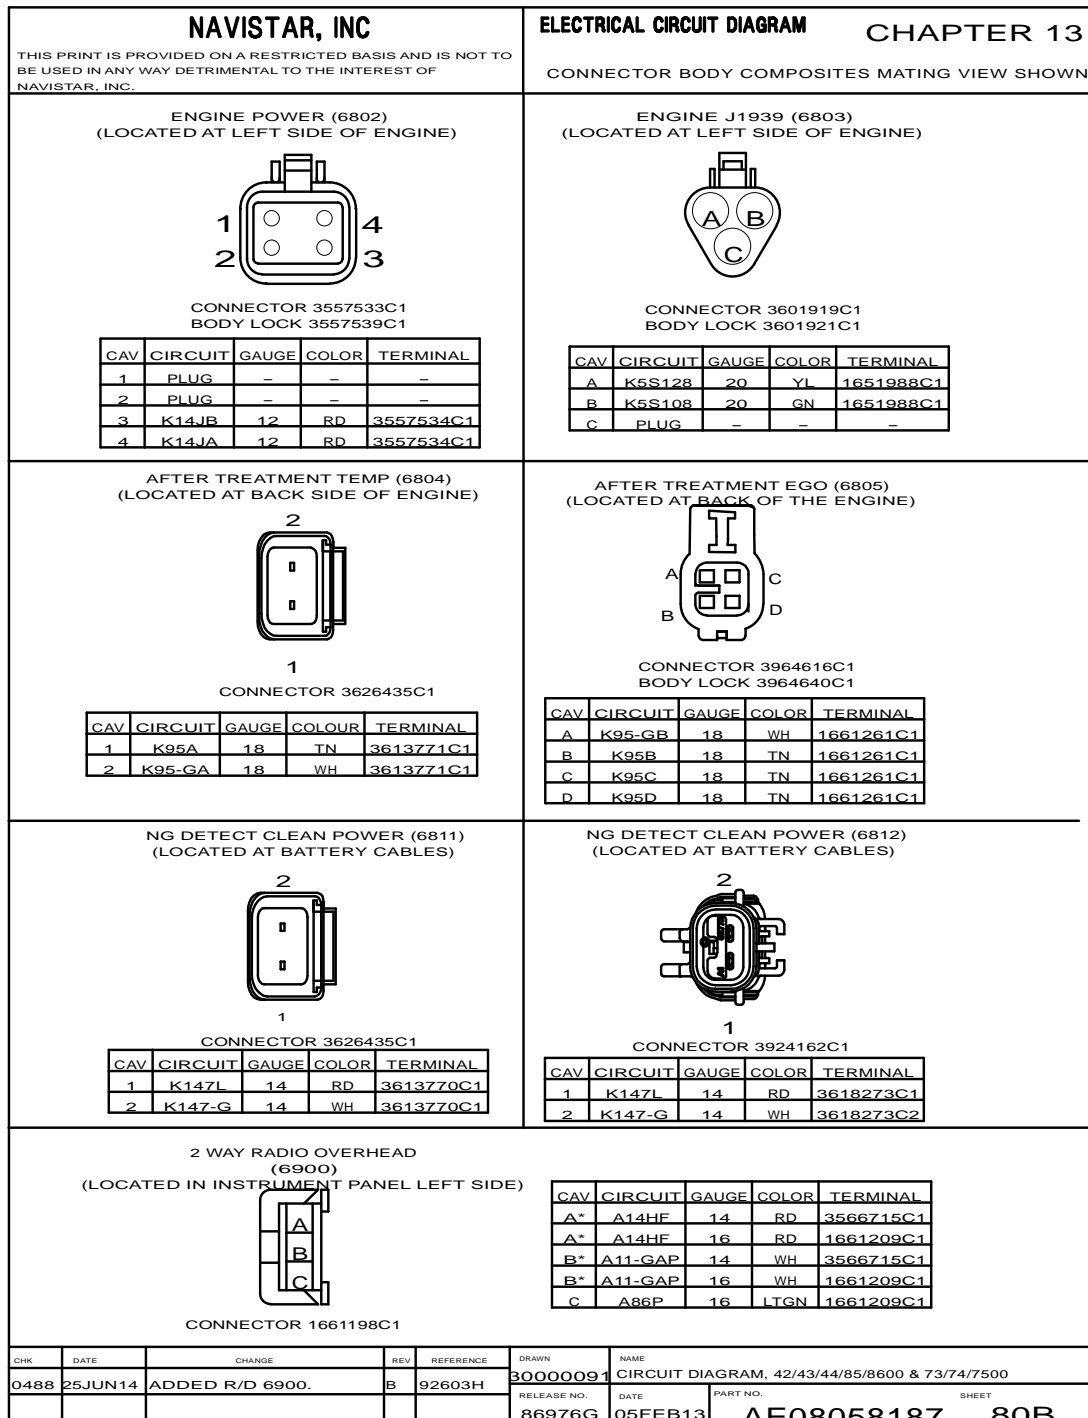 NAVISTAR, INC
THIS PRINT IS PROVIDED ON A RESTRICTED BASIS AND IS NOT TO
BE USED IN ANY WAY DETRIMENTAL TO THE INTEREST OF
NAVISTAR, INC.
ELECTRICAL CIRCUIT DIAGRAM CHAPTER 13
CONNECTOR BODY COMPOSITES MATING VIEW SHOWN
ENGINE POWER (6802)
(LOCATED AT LEFT SIDE OF ENGINE)
1 4
2 3
CONNECTOR 3557533C1
BODY LOCK 3557539C1
CAV CIRCUIT GAUGE COLOR TERMINAL
1 PLUG – – –
2 PLUG – – –
3 K14JB 12 RD 3557534C1
4 K14JA 12 RD 3557534C1
ENGINE J1939 (6803)
(LOCATED AT LEFT SIDE OF ENGINE)
A B
C
CONNECTOR 3601919C1
BODY LOCK 3601921C1
CAV CIRCUIT GAUGE COLOR TERMINAL
A K5S128 20 YL 1651988C1
B K5S108 20 GN 1651988C1
C PLUG – – –
AFTER TREATMENT TEMP (6804)
(LOCATED AT BACK SIDE OF ENGINE)
2
1
CONNECTOR 3626435C1
CAV CIRCUIT GAUGE COLOUR TERMINAL
1 K95A 18 TN 3613771C1
2 K95-GA 18 WH 3613771C1
AFTER TREATMENT EGO (6805)
(LOCATED AT BACK OF THE ENGINE)
A C
B D
CONNECTOR 3964616C1
BODY LOCK 3964640C1
CAV CIRCUIT GAUGE COLOR TERMINAL
A K95-GB 18 WH 1661261C1
B K95B 18 TN 1661261C1
C K95C 18 TN 1661261C1
D K95D 18 TN 1661261C1
NG DETECT CLEAN POWER (6811)
(LOCATED AT BATTERY CABLES)
2
1
CONNECTOR 3626435C1
CAV CIRCUIT GAUGE COLOR TERMINAL
1 K147L 14 RD 3613770C1
2 K147-G 14 WH 3613770C1
NG DETECT CLEAN POWER (6812)
(LOCATED AT BATTERY CABLES)
2
1
CONNECTOR 3924162C1
CAV CIRCUIT GAUGE COLOR TERMINAL
1 K147L 14 RD 3618273C1
2 K147-G 14 WH 3618273C2
2 WAY RADIO OVERHEAD
(6900)
(LOCATED IN INSTRUMENT PANEL LEFT SIDE)
A
B
C
CONNECTOR 1661198C1
CAV CIRCUIT GAUGE COLOR TERMINAL
A* A14HF 14 RD 3566715C1
A* A14HF 16 RD 1661209C1
B* A11-GAP 14 WH 3566715C1
B* A11-GAP 16 WH 1661209C1
C A86P 16 LTGN 1661209C1
CHK DATE CHANGE REV REFERENCE
0488 25JUN14 ADDED R/D 6900. B 92603H
DRAWN NAME
30000091 CIRCUIT DIAGRAM, 42/43/44/85/8600 & 73/74/7500
RELEASE NO. DATE PART NO. SHEET
86976G 05FEB13 AE08058187 80B